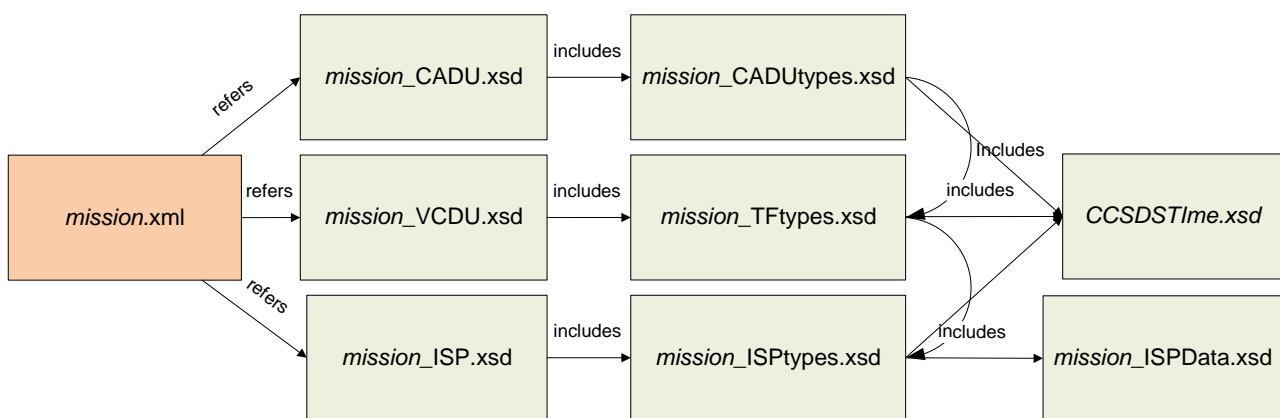 includes
mission_CADU.xsd
mission_CADUtypes.xsd
refers
Includes
mission.xml
refers
mission_VCDU.xsd
includes
mission_TFtypes.xsd
includes
CCSDSTIme.xsd
refers
mission_ISP.xsd
includes
mission_ISPtypes.xsd
includes
mission_ISPData.xsd